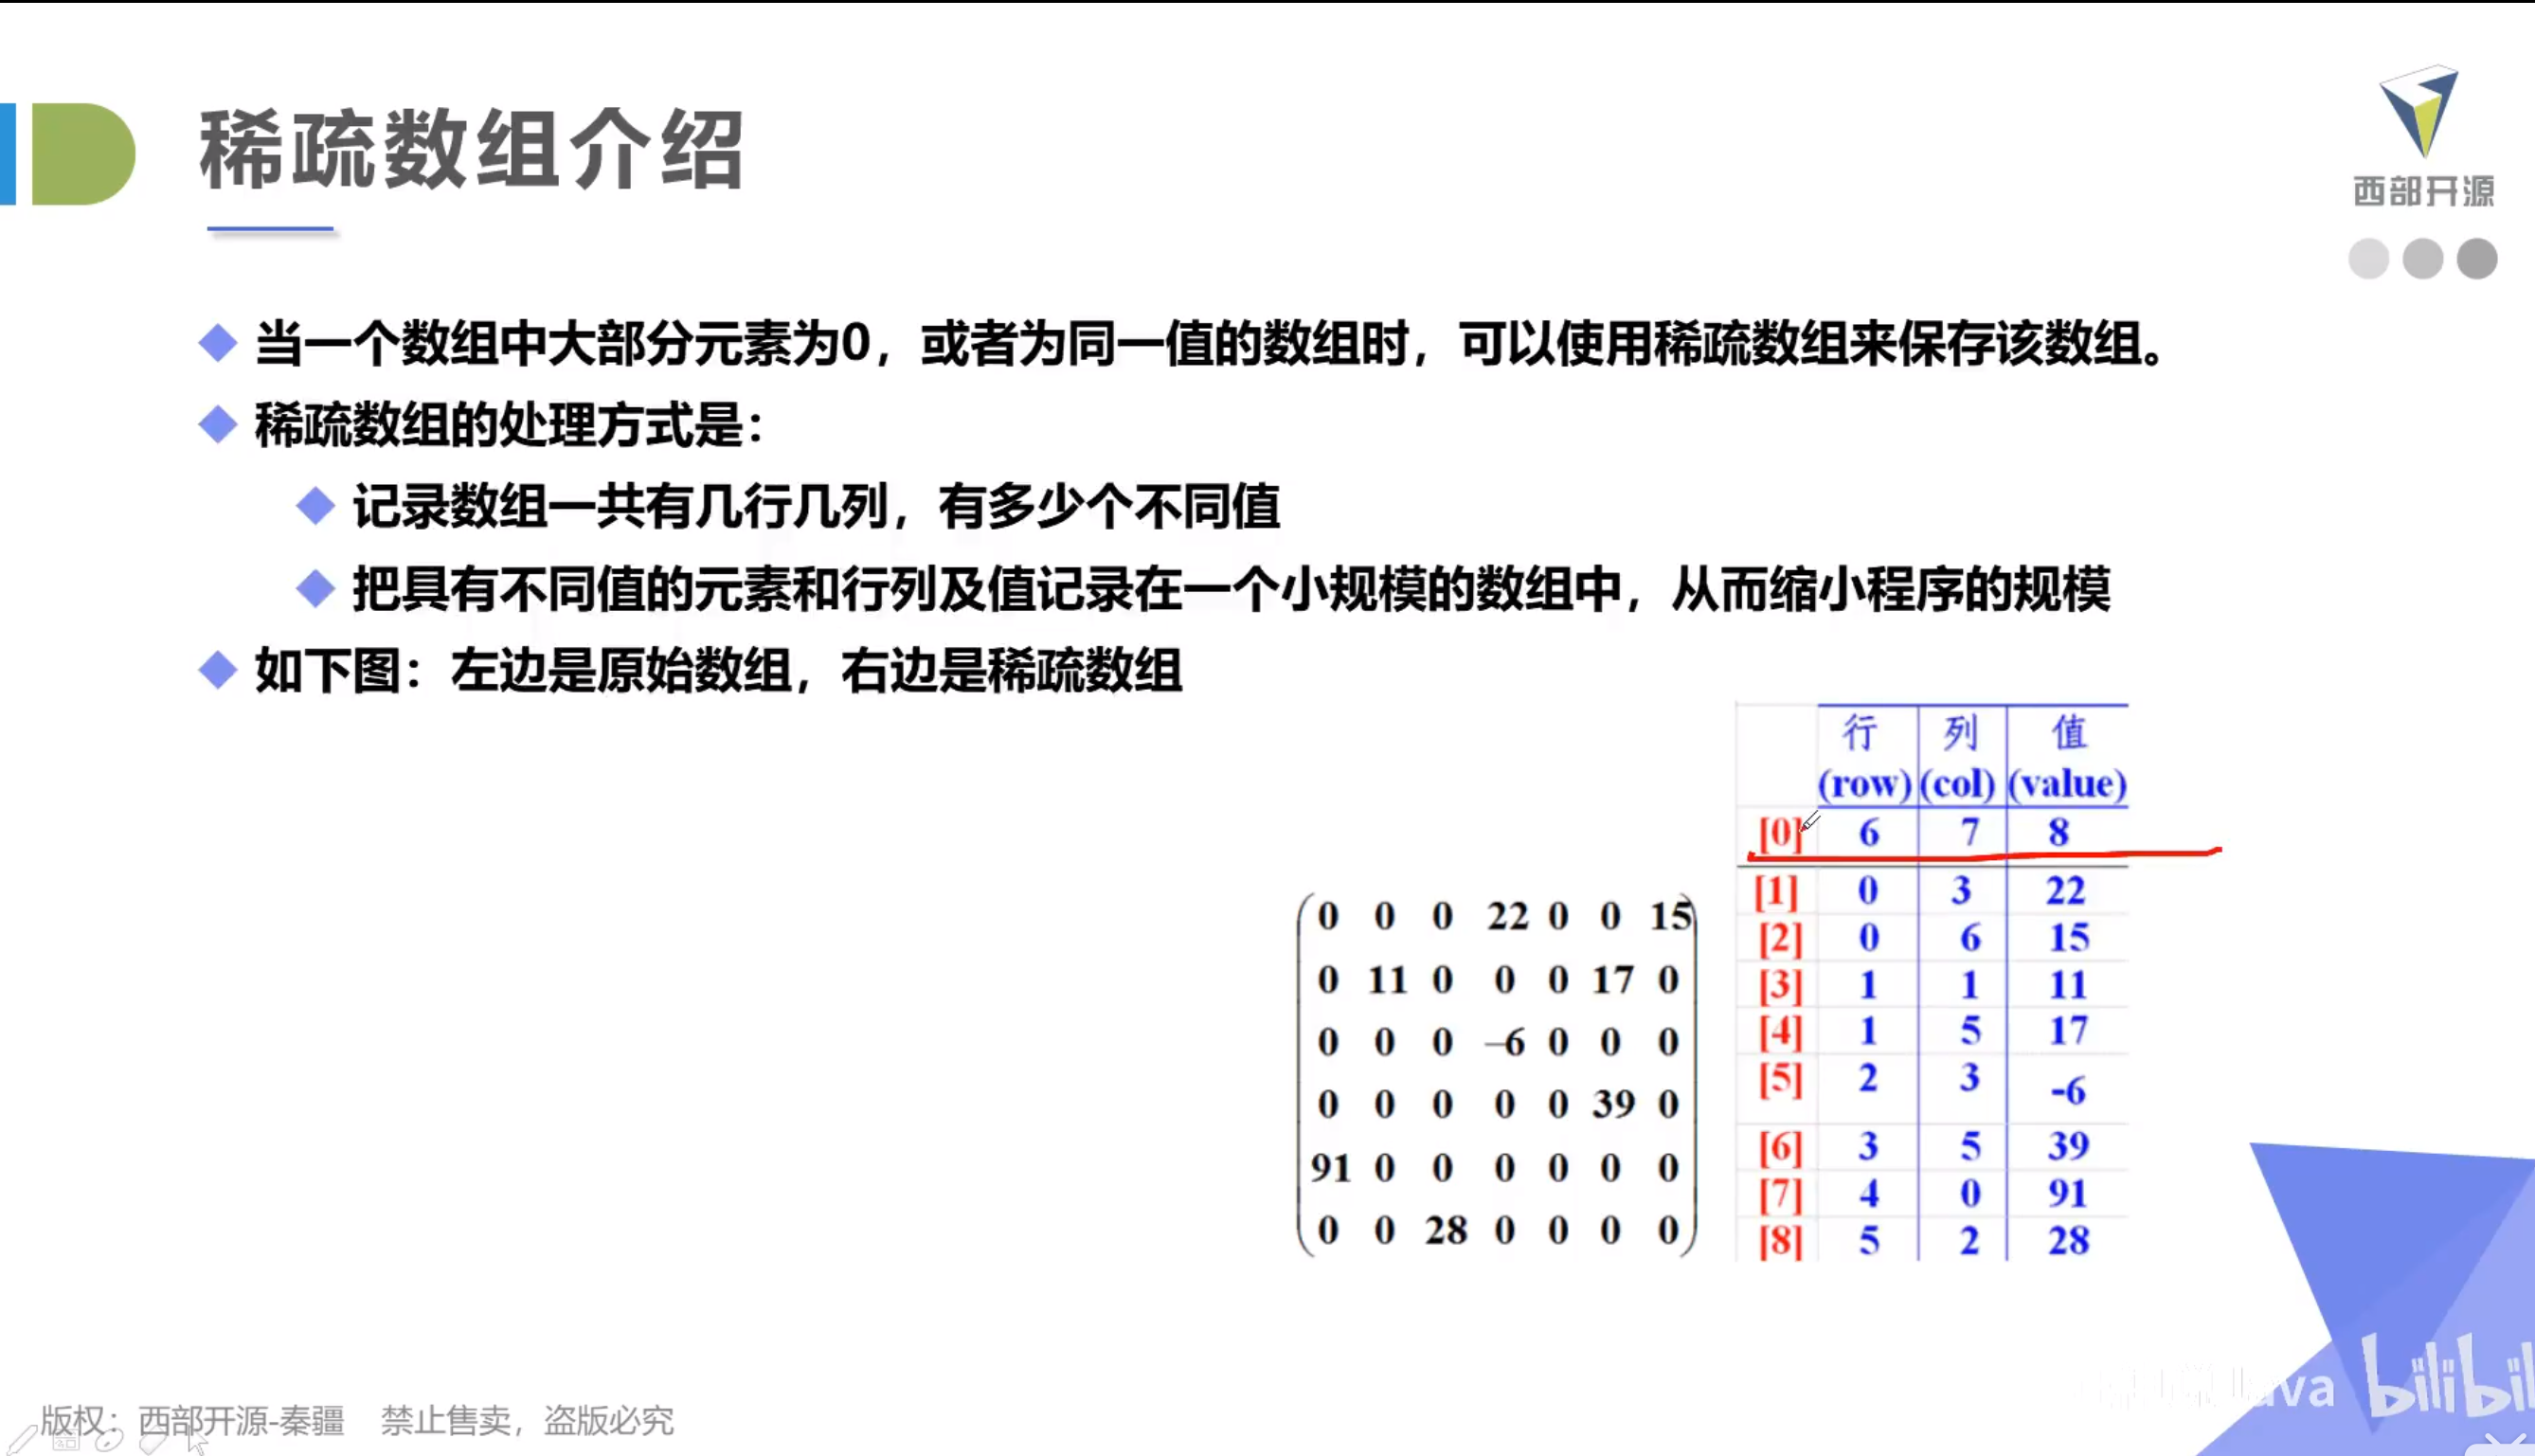 稀疏数组介绍
西部开源
当一个数组中大部分元素为0，或者为同一值的数组时，可以使用稀疏数组来保存该数组。
稀疏数组的处理方式是：
记录数组一共有几行几列，有多少个不同值
把具有不同值的元素和行列及值记录在一个小规模的数组中，从而缩小程序的规模
如下图：左边是原始数组，右边是稀疏数组
0 0 0 22 0 0 15
0 11 0 0 0 17 0
0 0 0 –6 0 0 0
0 0 0 0 0 39 0
91 0 0 0 0 0 0
0 0 28 0 0 0 0
行 列 值
(row) (col) (value)
[0] 6 7 8
[1] 0 3 22
[2] 0 6 15
[3] 1 1 11
[4] 1 5 17
[5] 2 3 -6
[6] 3 5 39
[7] 4 0 91
[8] 5 2 28
版权：西部开源-秦疆 禁止售卖，盗版必究